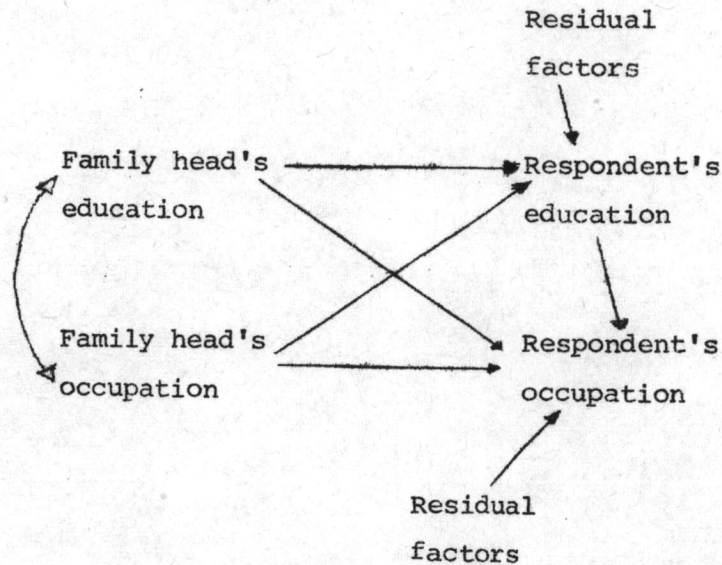 Residual
factors
Family head's
education
Respondent's
education
Family head's
occupation
Respondent's
occupation
Residual
factors